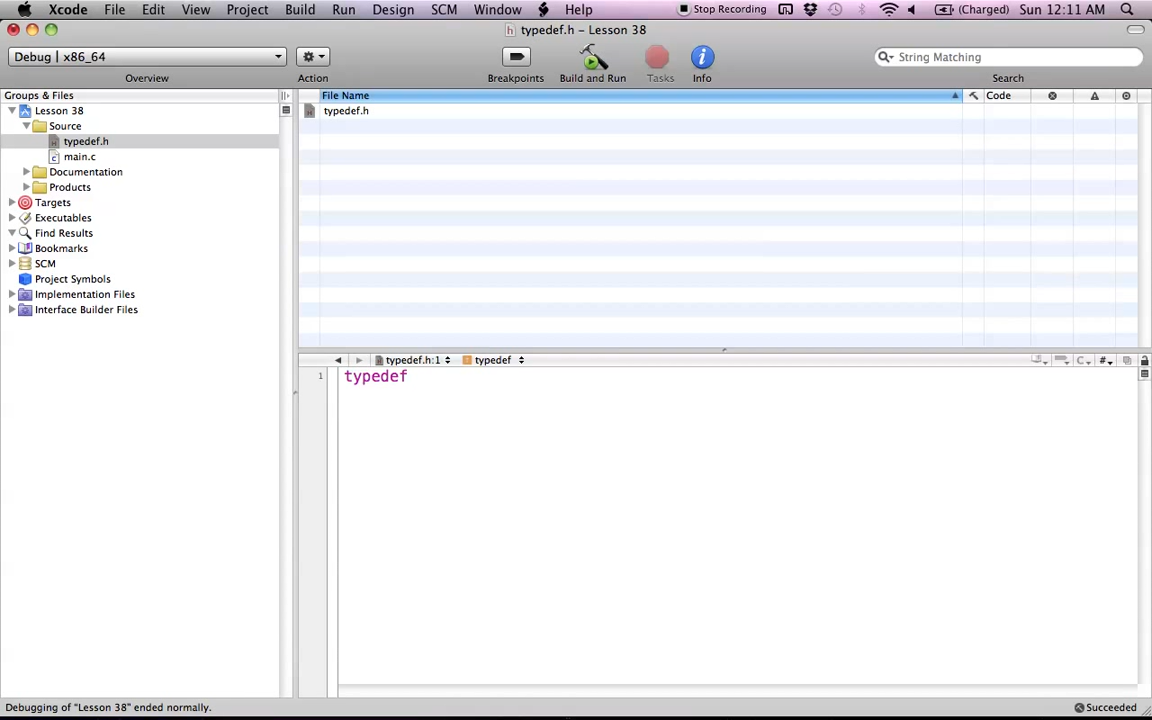 Xcode File Edit View Project Build Run Design SCM Window Help Stop Recording (Charged) Sun 12:11 AM
typedef.h – Lesson 38
Debug | x86_64
String Matching
Overview Action Breakpoints Build and Run Tasks Info Search
Groups & Files
File Name Code
Lesson 38
typedef.h
Source
typedef.h
main.c
Documentation
Products
Targets
Executables
Find Results
Bookmarks
SCM
Project Symbols
Implementation Files
Interface Builder Files
typedef.h:1 typedef C #
1 typedef
Debugging of "Lesson 38" ended normally.
Succeeded